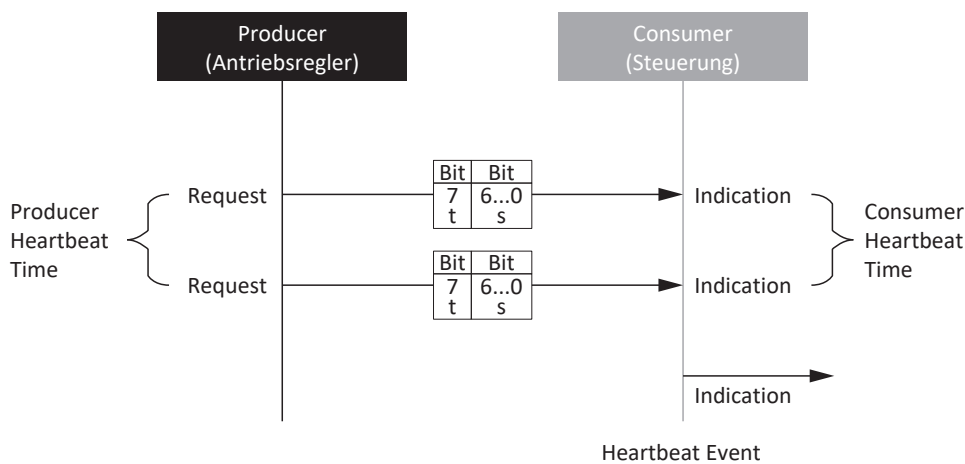 Producer
(Antriebsregler)
Consumer
(Steuerung)
Producer
Heartbeat
Time
Request
Bit Bit
7 6...0
t s
Indication
Request
Bit Bit
7 6...0
t s
Indication
Consumer
Heartbeat
Time
Indication
Heartbeat Event